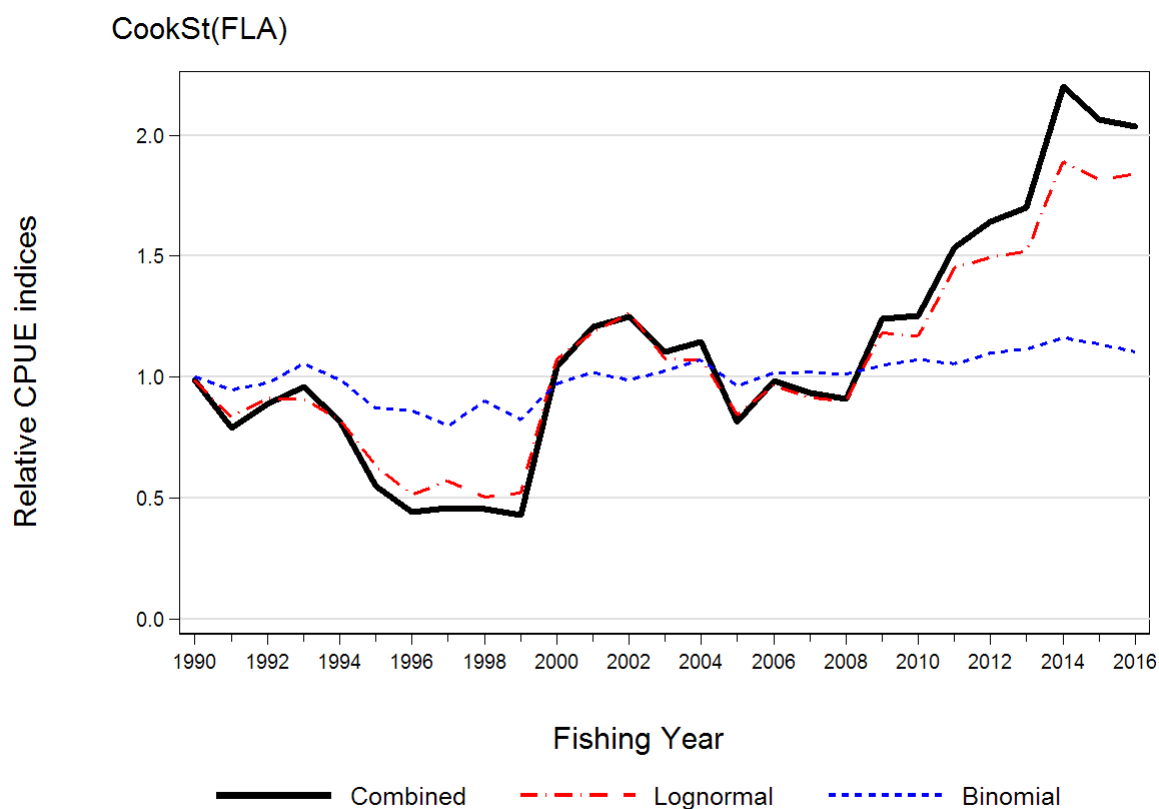 CookSt(FLA)
Relative CPUE indices
2.0
1.5
1.0
0.5
0.0
1990 1992 1994 1996 1998 2000 2002 2004 2006 2008 2010 2012 2014 2016
Fishing Year
Combined Lognormal Binomial